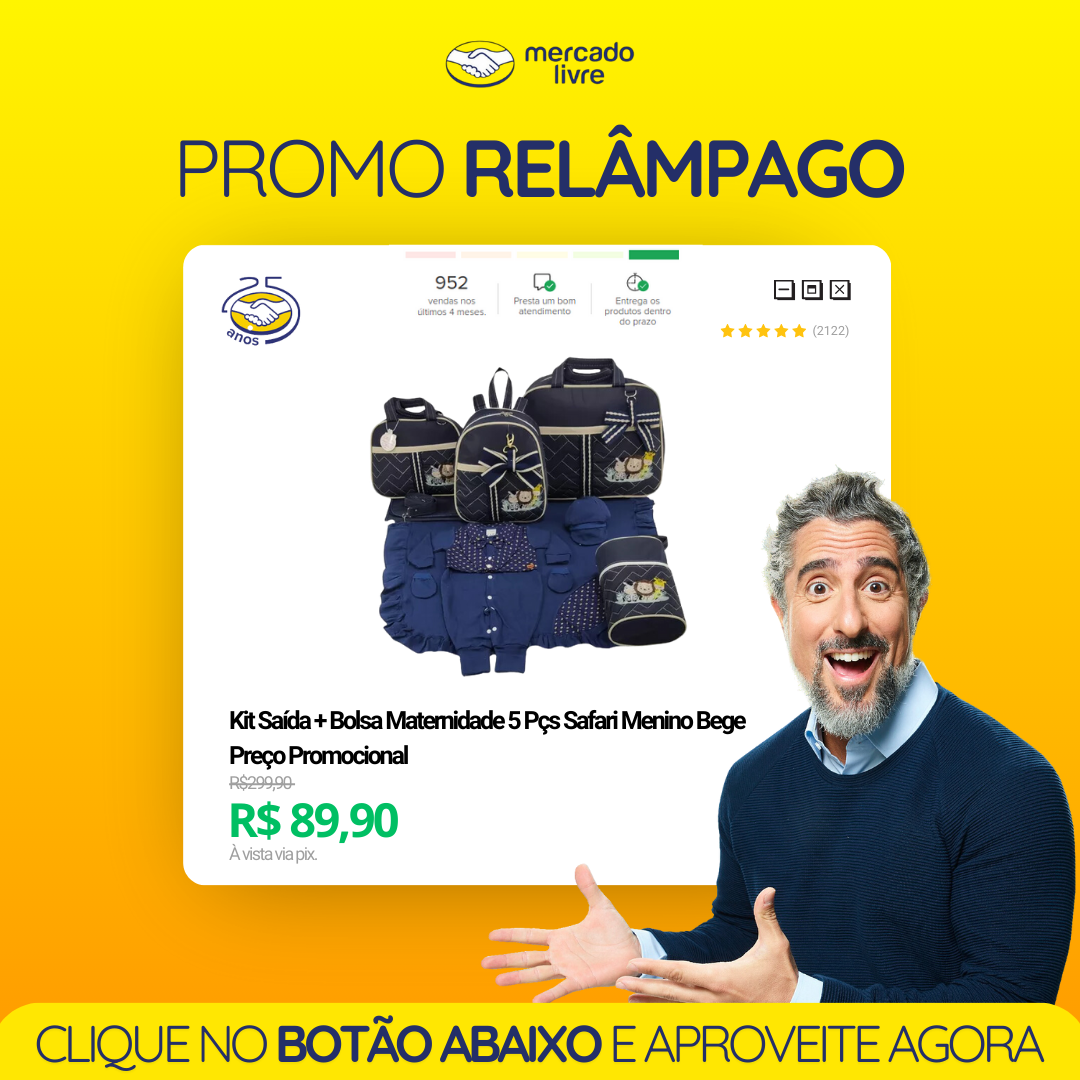 mercado
livre
PROMO RELÂMPAGO
25
anos
952
vendas nos
últimos 4 meses.
Presta um bom
atendimento
Entrega os
produtos dentro
do prazo
(2122)
Kit Saída + Bolsa Maternidade 5 Pçs Safari Menino Bege
Preço Promocional
R$299,90
R$ 89,90
À vista via pix.
CLIQUE NO BOTÃO ABAIXO E APROVEITE AGORA